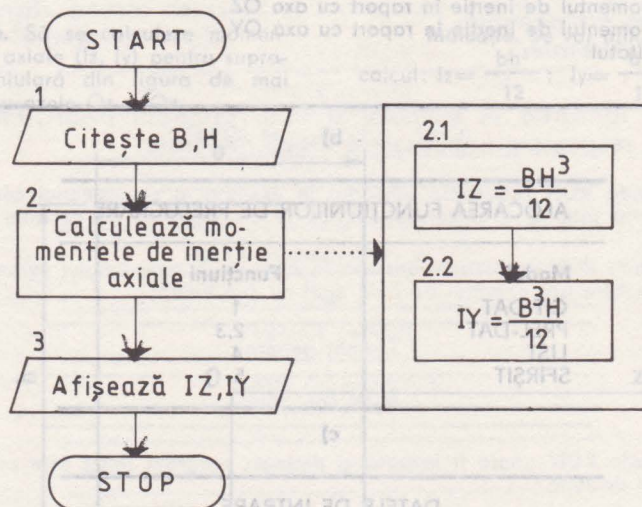 START
1
Citește B,H
2
Calculează mo-
mentele de inerție
axiale
2.1
IZ = BH³/12
2.2
IY = B³H/12
3
Afișează IZ,IY
STOP